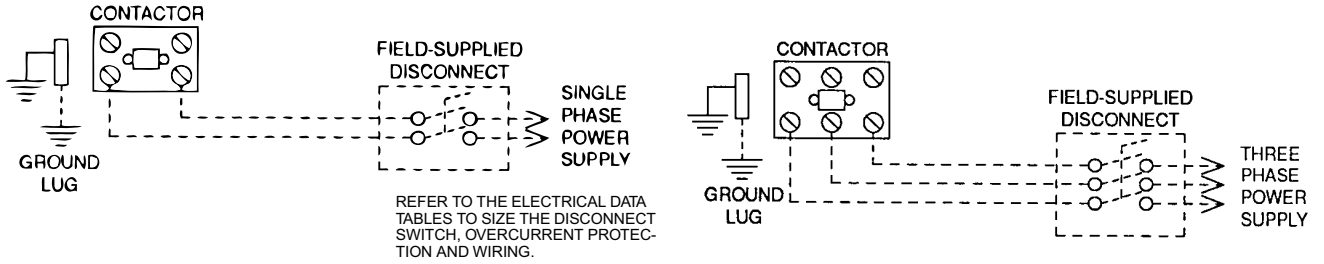 CONTACTOR
FIELD-SUPPLIED
DISCONNECT
SINGLE
PHASE
POWER
SUPPLY
GROUND
LUG
REFER TO THE ELECTRICAL DATA
TABLES TO SIZE THE DISCONNECT
SWITCH, OVERCURRENT PROTEC-
TION AND WIRING.
CONTACTOR
FIELD-SUPPLIED
DISCONNECT
THREE
PHASE
POWER
SUPPLY
GROUND
LUG